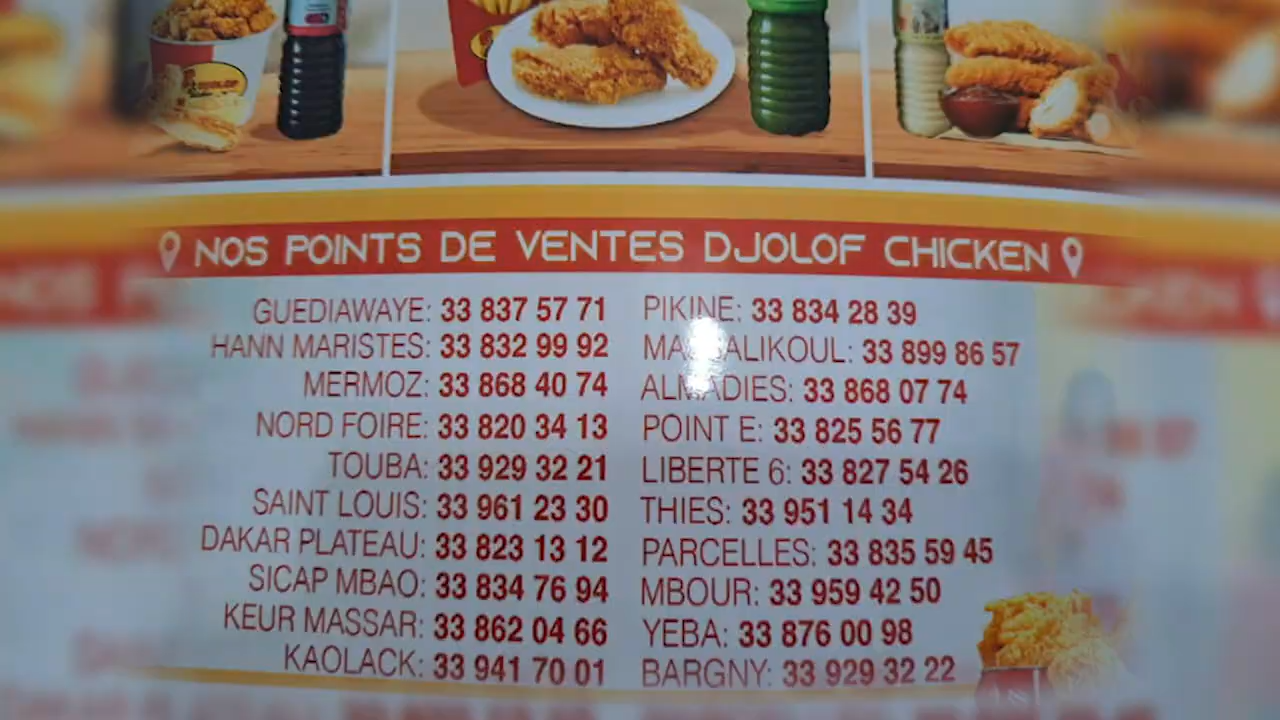 NOS POINTS DE VENTES DJOLOF CHICKEN
GUEDIAWAYE: 33 837 57 71
HANN MARISTES: 33 832 99 92
MERMOZ: 33 868 40 74
NORD FOIRE: 33 820 34 13
TOUBA: 33 929 32 21
SAINT LOUIS: 33 961 23 30
DAKAR PLATEAU: 33 823 13 12
SICAP MBAO: 33 834 76 94
KEUR MASSAR: 33 862 04 66
KAOLACK: 33 941 70 01
PIKINE: 33 834 28 39
33 899 86 57
ALMADIES: 33 868 07 74
POINT E: 33 825 56 77
LIBERTE 6: 33 827 54 26
THIES: 33 951 14 34
PARCELLES: 33 835 59 45
MBOUR: 33 959 42 50
YEBA: 33 876 00 98
BARGNY: 33 929 32 22